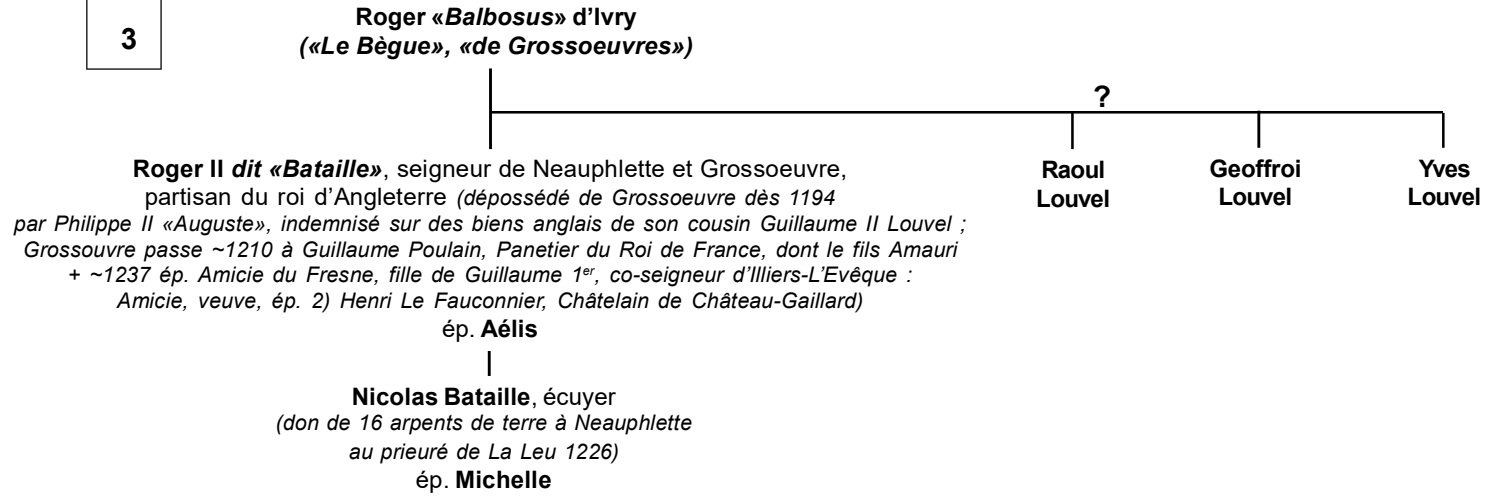 3
Roger «Balbosus» d'Ivry
(«Le Bègue», «de Grossoeuvres»)
?
Roger II dit «Bataille», seigneur de Neauphlette et Grossoeuvre,
partisan du roi d'Angleterre (dépossédé de Grossoeuvre dès 1194
par Philippe II «Auguste», indemnisé sur des biens anglais de son cousin Guillaume II Louvel ;
Grossouvre passe ~1210 à Guillaume Poulain, Panetier du Roi de France, dont le fils Amauri
+ ~1237 ép. Amicie du Fresne, fille de Guillaume 1er, co-seigneur d'Illiers-L'Evêque :
Amicie, veuve, ép. 2) Henri Le Fauconnier, Châtelain de Château-Gaillard)
ép. Aélis
Raoul
Louvel
Geoffroi
Louvel
Yves
Louvel
Nicolas Bataille, écuyer
(don de 16 arpents de terre à Neauphlette
au prieuré de La Leu 1226)
ép. Michelle